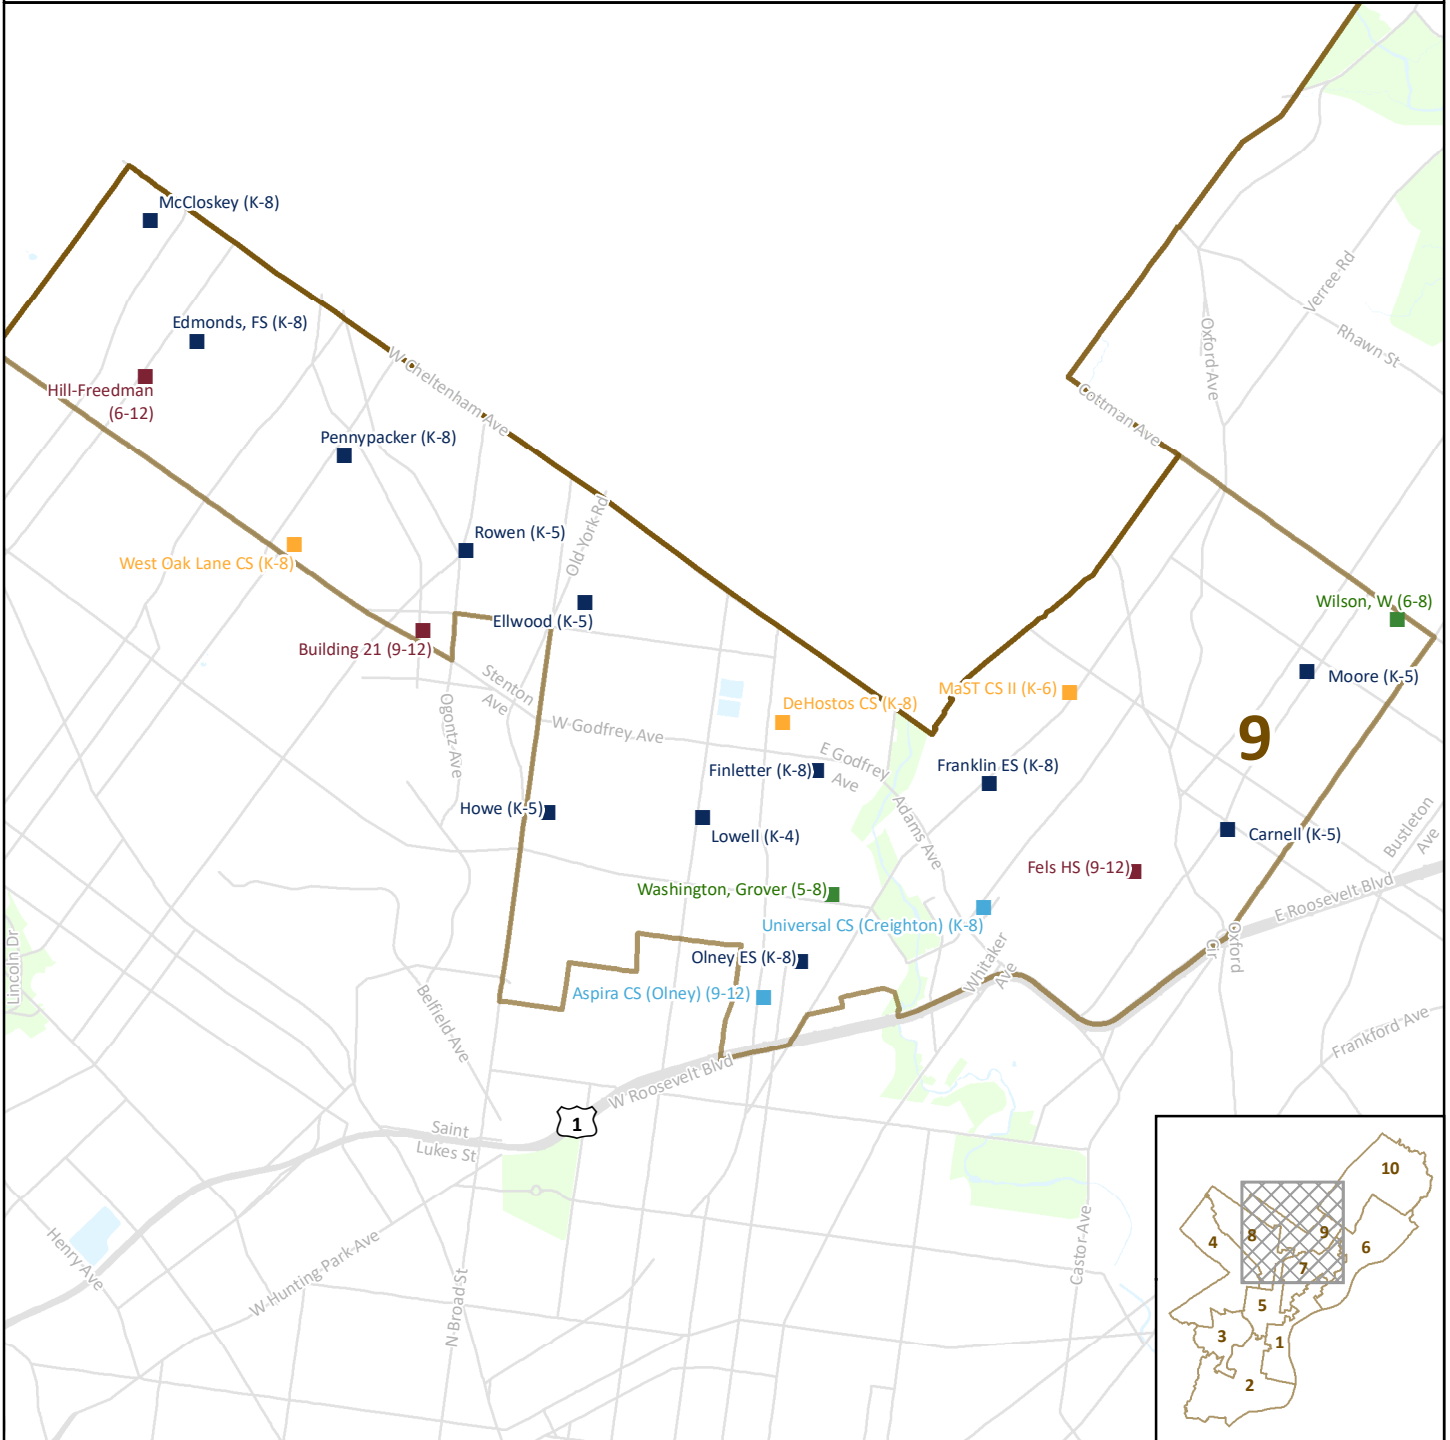 McCloskey (K-8)
Edmonds, FS (K-8)
Hill-Freedman
(6-12)
W Cheltenham Ave
Pennypacker (K-8)
Verree Rd
Oxford Ave
Rhawn St
Cottman Ave
Old York Rd
Rowen (K-5)
West Oak Lane CS (K-8)
Ellwood (K-5)
Building 21 (9-12)
Wilson, W (6-8)
Moore (K-5)
MaST CS II (K-6)
DeHostos CS (K-8)
Stenton
Ave
Ogontz Ave
W Godfrey Ave
9
E Godfrey
Ave
Finletter (K-8)
Franklin ES (K-8)
Howe (K-5)
Lowell (K-4)
Adams Ave
Carnell (K-5)
Bustleton
Ave
Fels HS (9-12)
Washington, Grover (5-8)
Universal CS (Creighton) (K-8)
E Roosevelt Blvd
Oxford
Cir
Whitaker
Ave
Olney ES (K-8)
Aspira CS (Olney) (9-12)
Lincoln Dr
Belfield Ave
Frankford Ave
W Roosevelt Blvd
1
Saint
Lukes St
Henry Ave
W Hunting Park Ave
N Broad St
Castor Ave
10
4
8
9
6
7
5
3
1
2